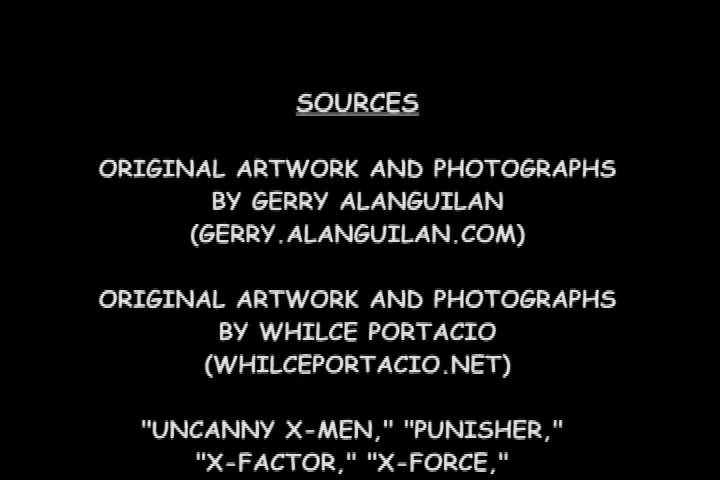 SOURCES
ORIGINAL ARTWORK AND PHOTOGRAPHS
BY GERRY ALANGUILAN
(GERRY.ALANGUILAN.COM)
ORIGINAL ARTWORK AND PHOTOGRAPHS
BY WHILCE PORTACIO
(WHILCEPORTACIO.NET)
"UNCANNY X-MEN," "PUNISHER,"
"X-FACTOR," "X-FORCE,"